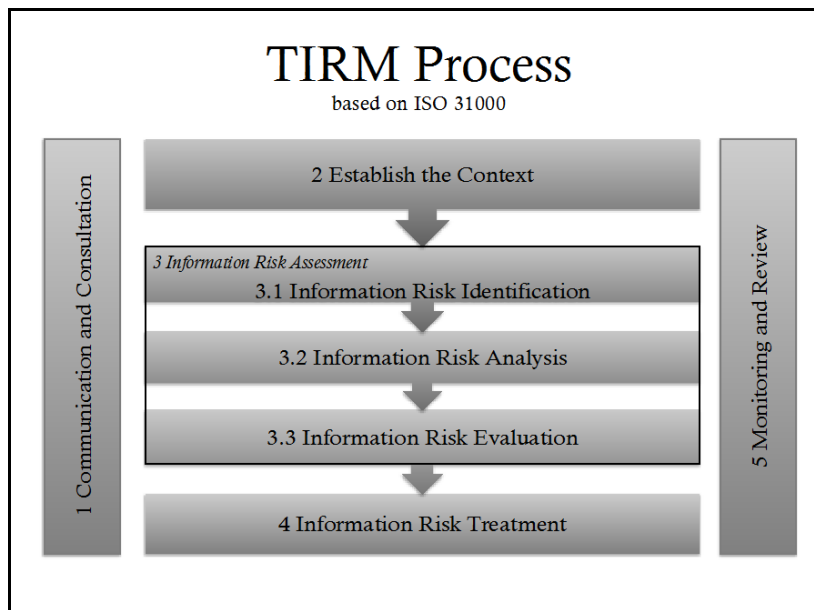 TIRM Process
based on ISO 31000
1 Communication and Consultation
2 Establish the Context
3 Information Risk Assessment
3.1 Information Risk Identification
3.2 Information Risk Analysis
3.3 Information Risk Evaluation
4 Information Risk Treatment
5 Monitoring and Review